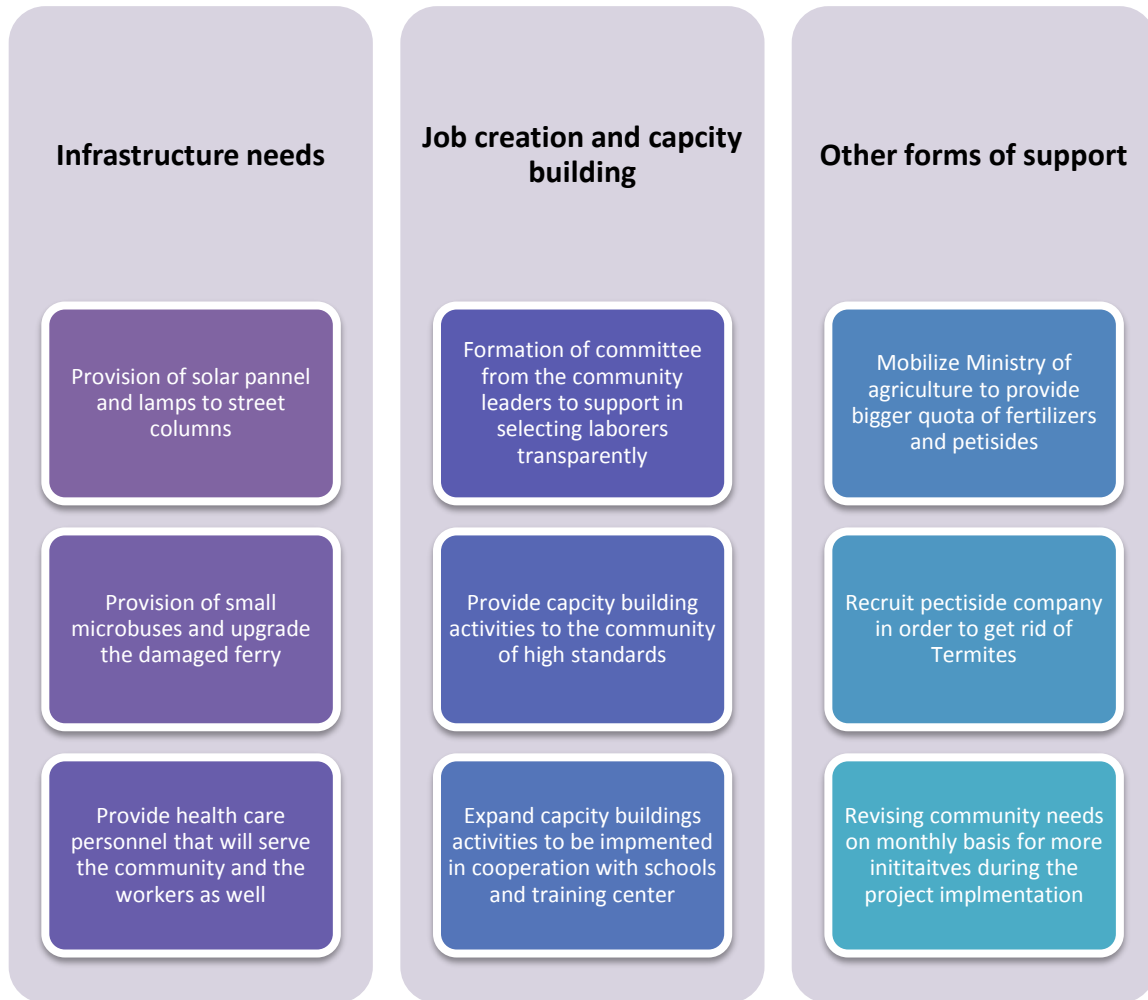 Infrastructure needs
Provision of solar pannel
and lamps to street
columns
Provision of small
microbuses and upgrade
the damaged ferry
Provide health care
personnel that will serve
the community and the
workers as well
Job creation and capcity
building
Formation of committee
from the community
leaders to support in
selecting laborers
transparently
Provide capcity building
activities to the community
of high standards
Expand capcity buildings
activities to be impmented
in cooperation with schools
and training center
Other forms of support
Mobilize Ministry of
agriculture to provide
bigger quota of fertilizers
and petisides
Recruit pectiside company
in order to get rid of
Termites
Revising community needs
on monthly basis for more
inititaitves during the
project implmentation